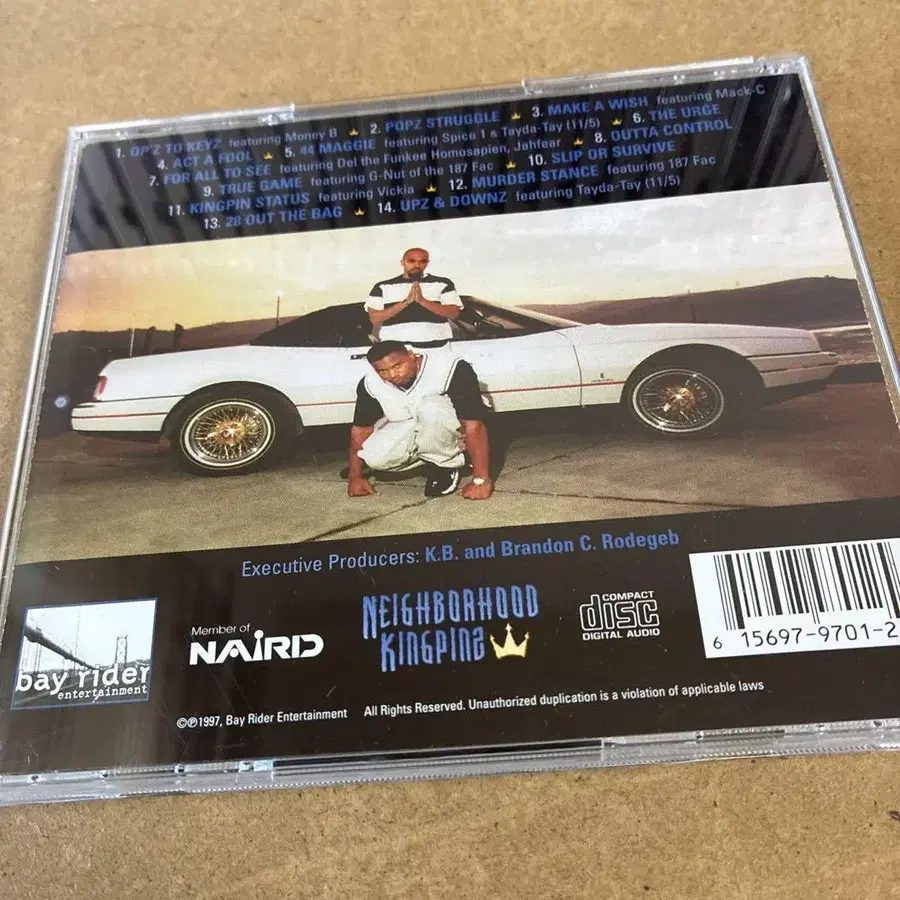 1. OP'Z TO KEYZ featuring Money B 2. POPZ STRUGGLE 3. MAKE A WISH featuring Mack-C
4. ACT A FOOL 5. 44 MAGGIE featuring Spice 1 & Tayda-Tay (11/5) 6. THE URGE
7. FOR ALL TO SEE featuring Del the Funkee Homosapien, Jahfear 8. OUTTA CONTROL
9. TRUE GAME featuring G-Nut of the 187 Fac 10. SLIP OR SURVIVE
11. KINGPIN STATUS featuring Vickia 12. MURDER STANCE featuring 187 Fac
13. 28 OUT THE BAG 14. UPZ & DOWNZ featuring Tayda-Tay (11/5)
Executive Producers: K.B. and Brandon C. Rodegeb
bay rider
entertainment
Member of
NAIRD
NEIGHBORHOOD
KINGPINZ
COMPACT
disc
DIGITAL AUDIO
6 15697-9701-2
©℗1997, Bay Rider Entertainment All Rights Reserved. Unauthorized duplication is a violation of applicable laws